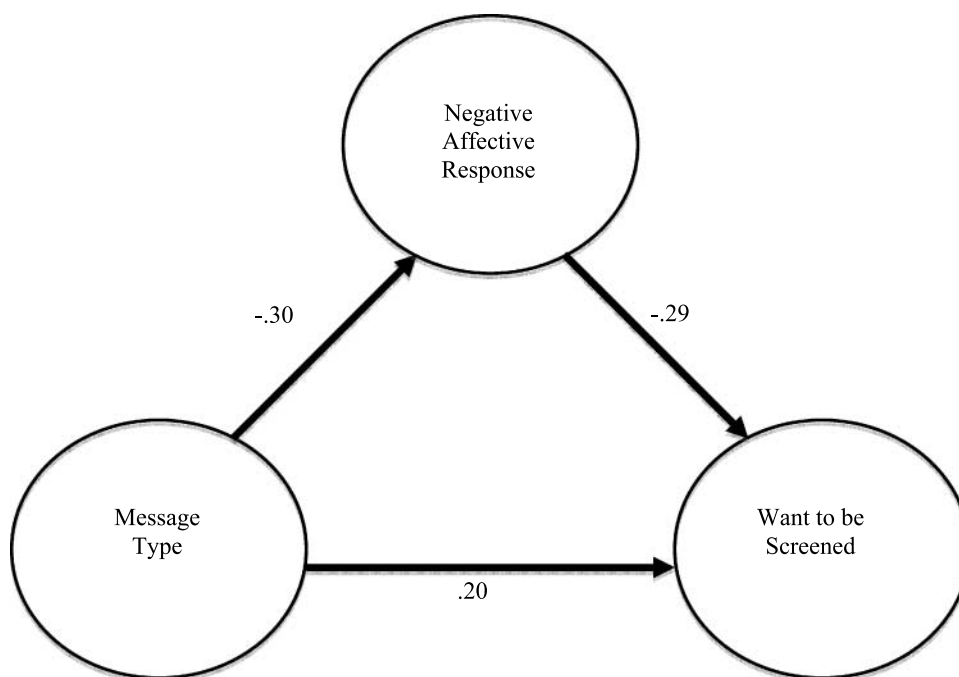 Negative
Affective
Response
-.30
-.29
Message
Type
Want to be
Screened
.20